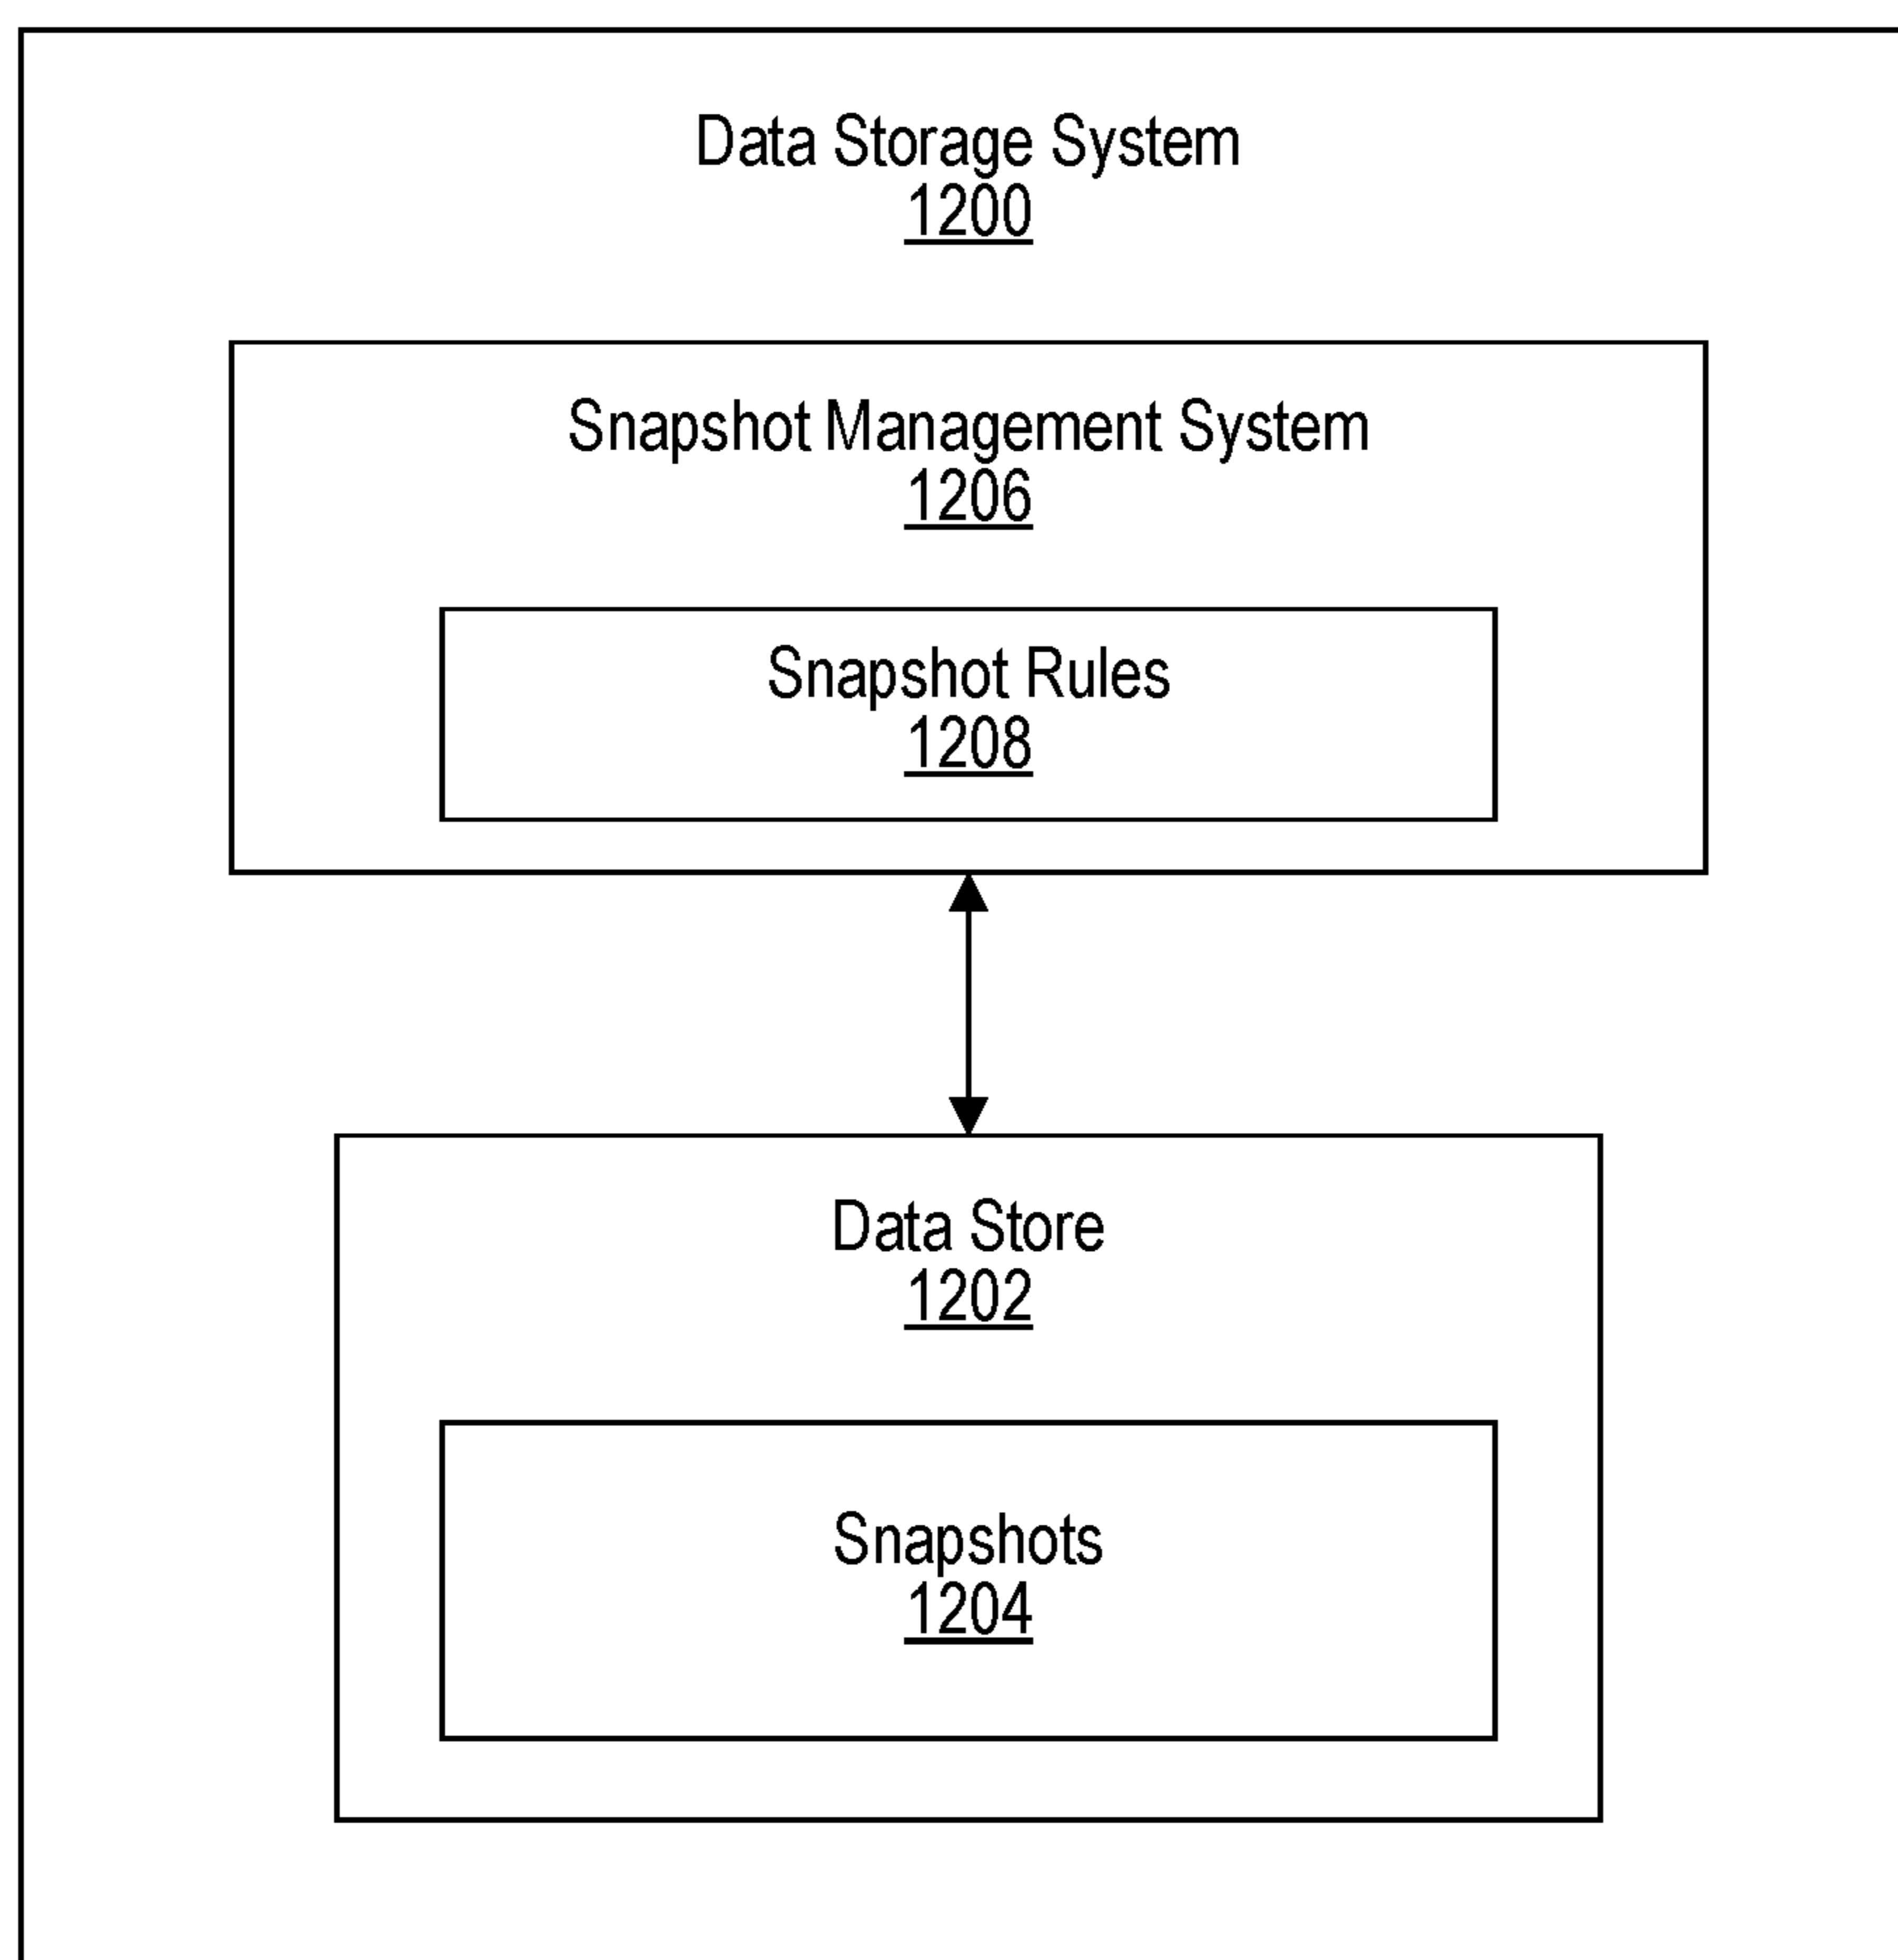 Data Storage System
1200
Snapshot Management System
1206
Snapshot Rules
1208
Data Store
1202
Snapshots
1204